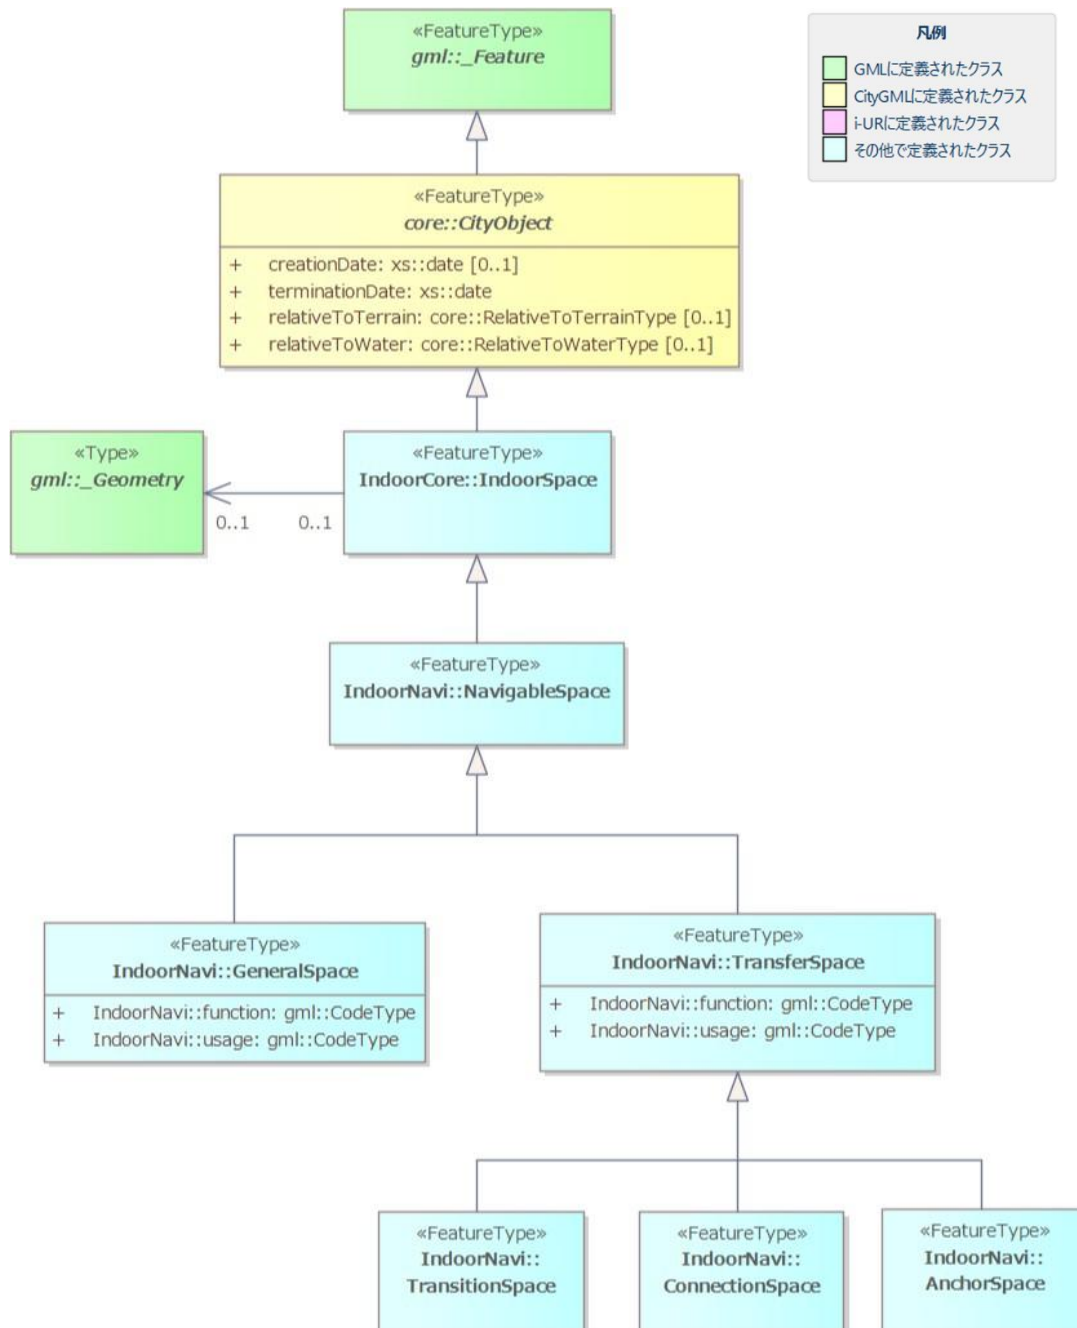 «FeatureType»
gml::_Feature
凡例
GMLに定義されたクラス
CityGMLに定義されたクラス
i-URに定義されたクラス
その他で定義されたクラス
«FeatureType»
core::CityObject
+ creationDate: xs::date [0..1]
+ terminationDate: xs::date
+ relativeToTerrain: core::RelativeToTerrainType [0..1]
+ relativeToWater: core::RelativeToWaterType [0..1]
«Type»
gml::_Geometry
0..1 0..1
«FeatureType»
IndoorCore::IndoorSpace
«FeatureType»
IndoorNavi::NavigableSpace
«FeatureType»
IndoorNavi::GeneralSpace
+ IndoorNavi::function: gml::CodeType
+ IndoorNavi::usage: gml::CodeType
«FeatureType»
IndoorNavi::TransferSpace
+ IndoorNavi::function: gml::CodeType
+ IndoorNavi::usage: gml::CodeType
«FeatureType»
IndoorNavi::
TransitionSpace
«FeatureType»
IndoorNavi::
ConnectionSpace
«FeatureType»
IndoorNavi::
AnchorSpace